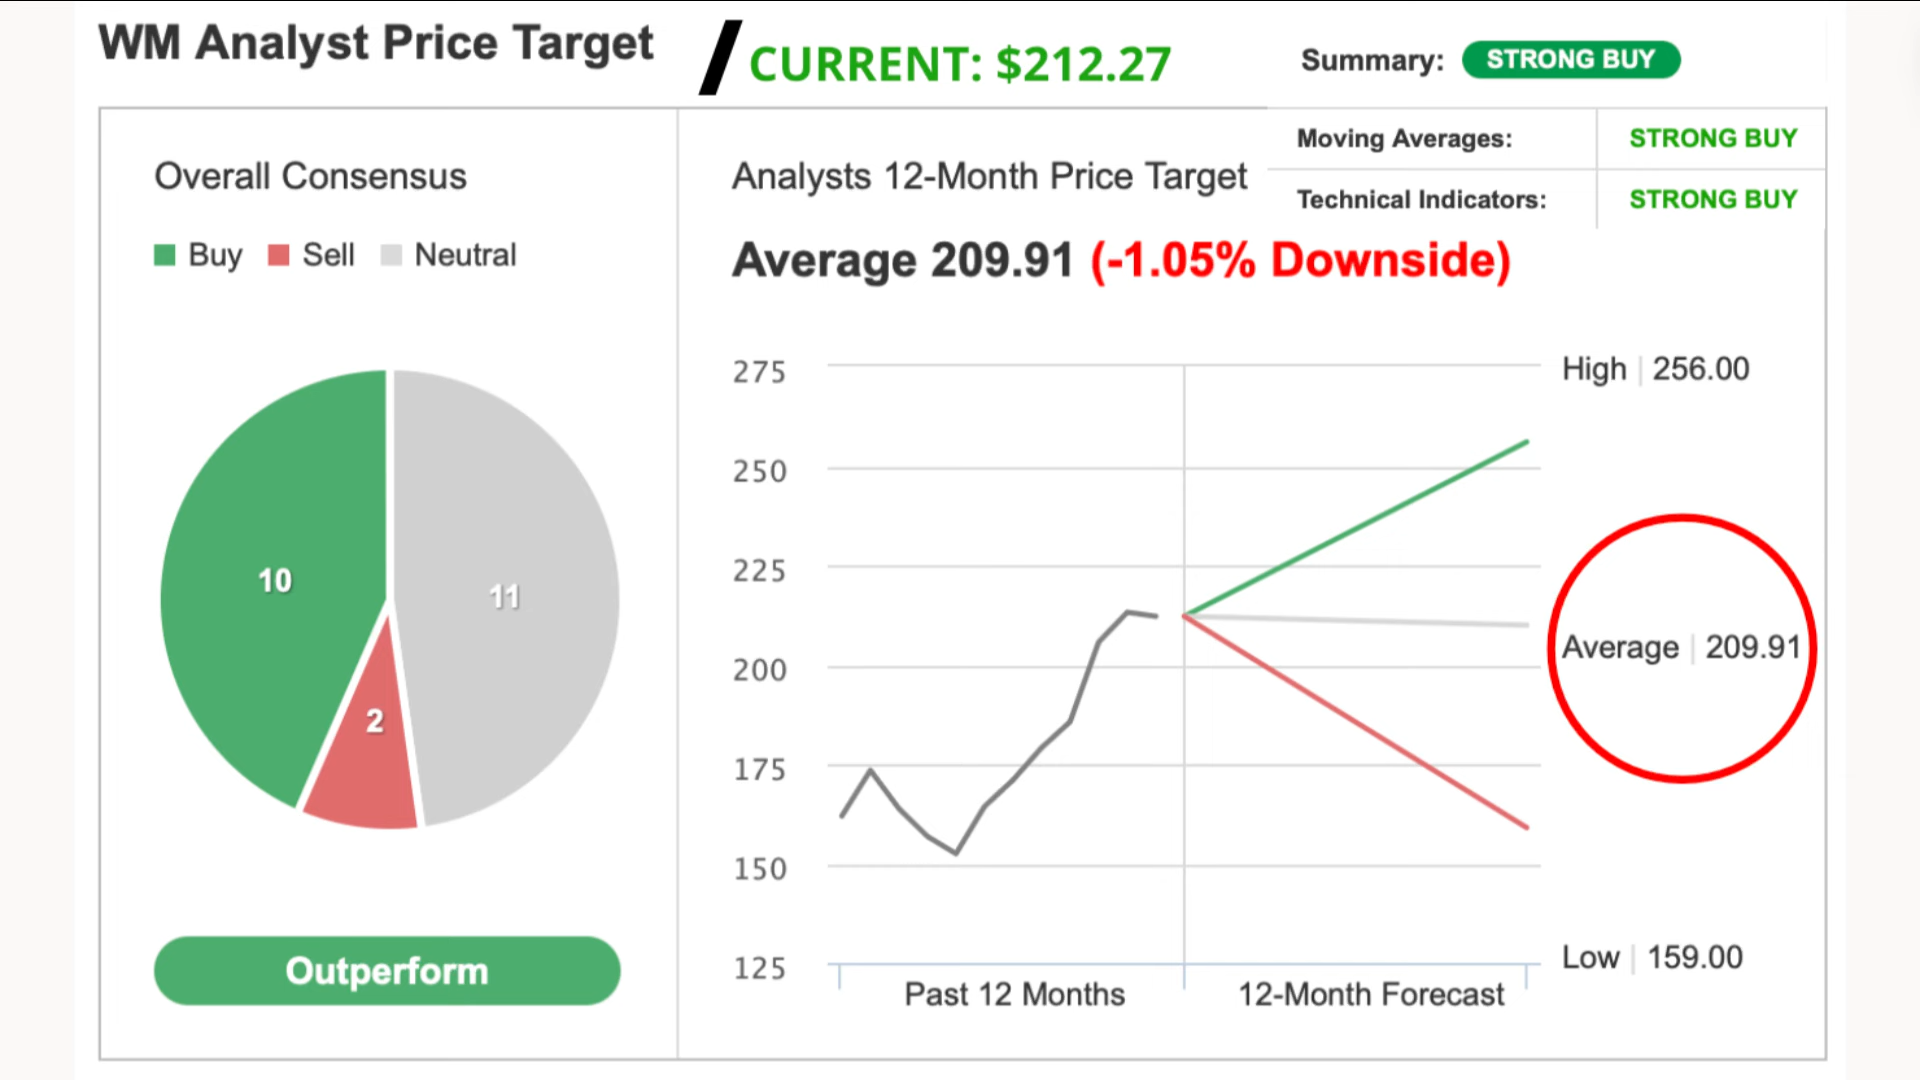 WM Analyst Price Target
CURRENT: $212.27
Summary: STRONG BUY
Moving Averages: STRONG BUY
Technical Indicators: STRONG BUY
Overall Consensus
Buy Sell Neutral
10
11
2
Outperform
Analysts 12-Month Price Target
Average 209.91 (-1.05% Downside)
275
250
225
200
175
150
125
Past 12 Months
12-Month Forecast
High | 256.00
Average | 209.91
Low | 159.00